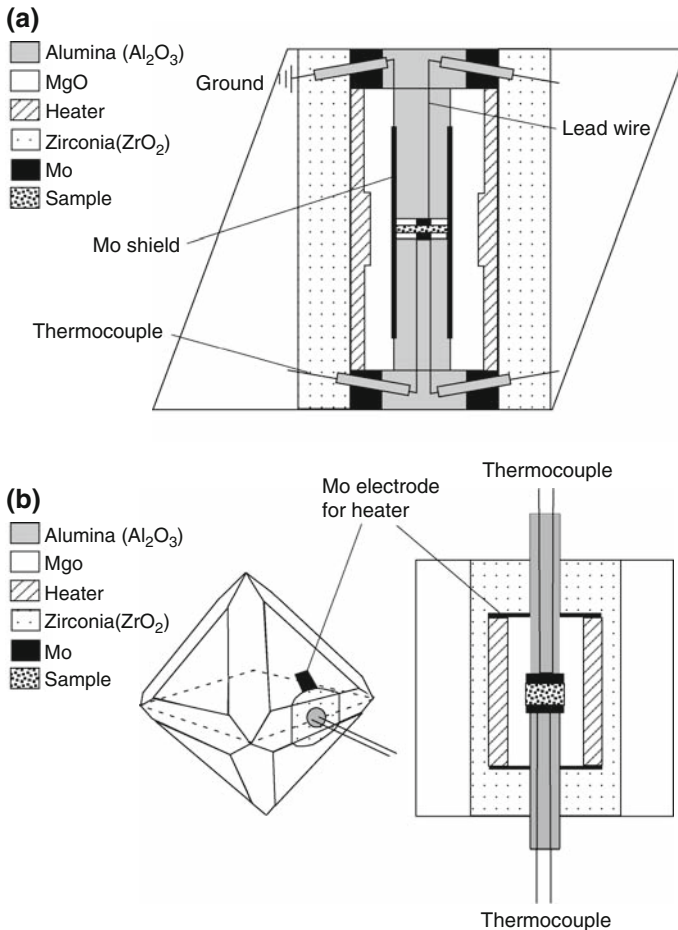 (a)
Alumina (Al₂O₃)
MgO
Heater
Zirconia(ZrO₂)
Mo
Sample
Ground
Lead wire
Mo shield
Thermocouple
(b)
Alumina (Al₂O₃)
Mgo
Heater
Zirconia(ZrO₂)
Mo
Sample
Mo electrode
for heater
Thermocouple
Thermocouple